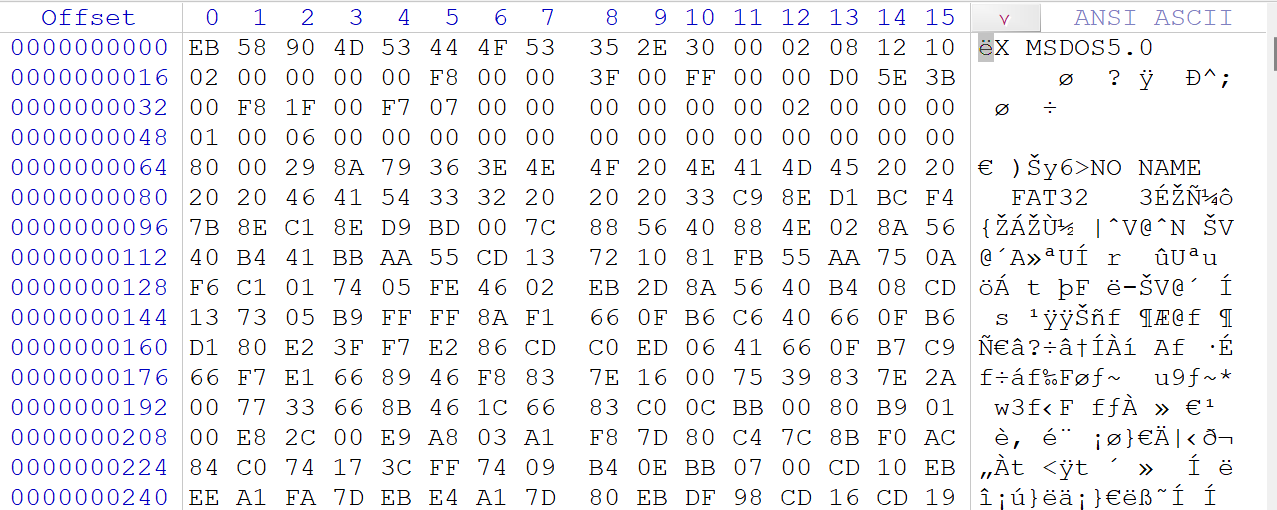 Offset 0 1 2 3 4 5 6 7 8 9 10 11 12 13 14 15 ANSI ASCII
0000000000 EB 58 90 4D 53 44 4F 53 35 2E 30 00 02 08 12 10 ëX MSDOS5.0
0000000016 02 00 00 00 00 F8 00 00 3F 00 FF 00 00 D0 5E 3B ø ? ÿ Ð^;
0000000032 00 F8 1F 00 F7 07 00 00 00 00 00 00 02 00 00 00 ø ÷
0000000048 01 00 06 00 00 00 00 00 00 00 00 00 00 00 00 00
0000000064 80 00 29 8A 79 36 3E 4E 4F 20 4E 41 4D 45 20 20 € )Šy6>NO NAME
0000000080 20 20 46 41 54 33 32 20 20 20 33 C9 8E D1 BC F4 FAT32 3ÉŽÑ¼ô
0000000096 7B 8E C1 8E D9 BD 00 7C 88 56 40 88 4E 02 8A 56 {ŽÁŽÙ½ |ˆV@ˆN ŠV
0000000112 40 B4 41 BB AA 55 CD 13 72 10 81 FB 55 AA 75 0A @´A»ªUÍ r ûUªu
0000000128 F6 C1 01 74 05 FE 46 02 EB 2D 8A 56 40 B4 08 CD öÁ t þF ë-ŠV@´ Í
0000000144 13 73 05 B9 FF FF 8A F1 66 0F B6 C6 40 66 0F B6 s ¹ÿÿŠñf ¶Æ@f ¶
0000000160 D1 80 E2 3F F7 E2 86 CD C0 ED 06 41 66 0F B7 C9 Ñ€â?÷â†ÍÀí Af ·É
0000000176 66 F7 E1 66 89 46 F8 83 7E 16 00 75 39 83 7E 2A f÷áf‰Føƒ~ u9ƒ~*
0000000192 00 77 33 66 8B 46 1C 66 83 C0 0C BB 00 80 B9 01 w3f‹F fƒÀ » €¹
0000000208 00 E8 2C 00 E9 A8 03 A1 F8 7D 80 C4 7C 8B F0 AC è, é¨ ¡ø}€Ä|‹ð¬
0000000224 84 C0 74 17 3C FF 74 09 B4 0E BB 07 00 CD 10 EB „Àt <ÿt ´ » Í ë
0000000240 EE A1 FA 7D EB E4 A1 7D 80 EB DF 98 CD 16 CD 19 î¡ú}ëä¡}€ëß˜Í Í